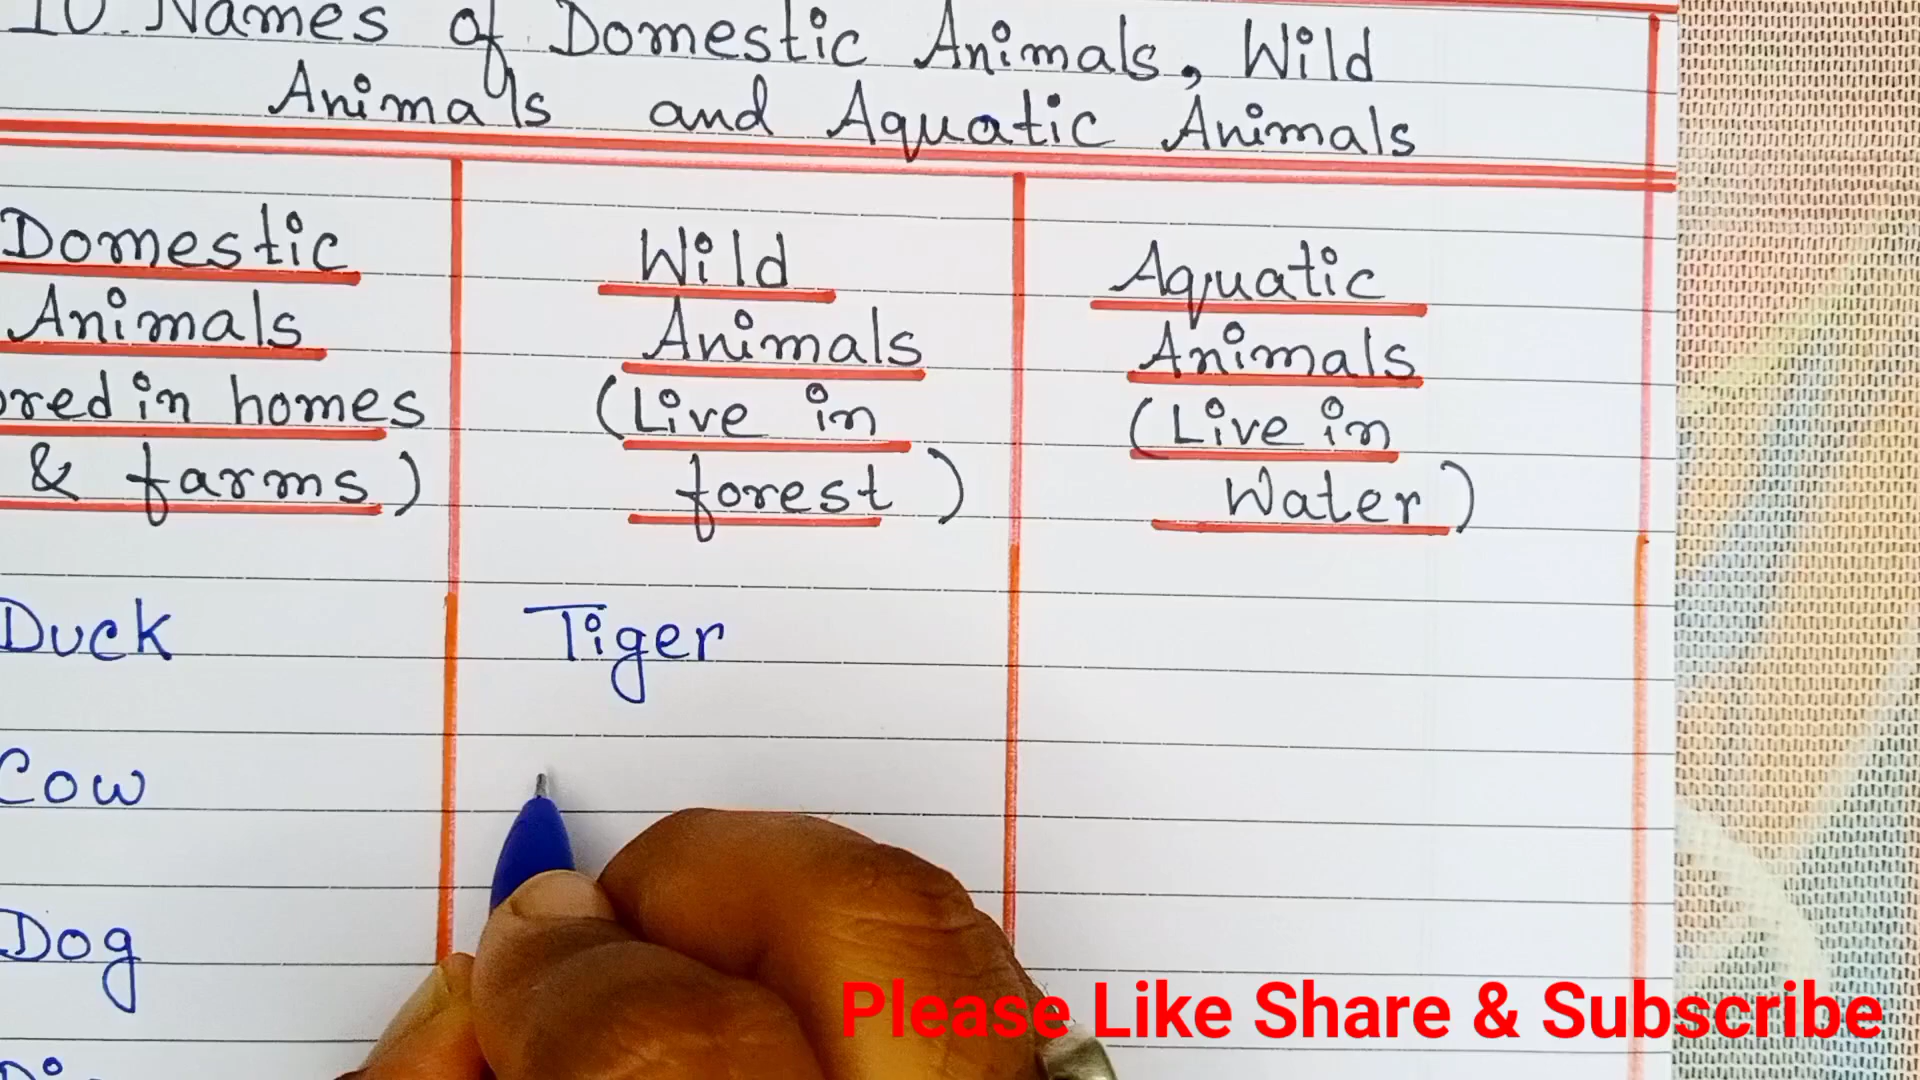 10 Names of Domestic Animals, Wild
Animals and Aquatic Animals
Domestic
Animals
ored in homes
& farms)
Wild
Animals
(Live in
forest)
Aquatic
Animals
(Live in
Water)
Duck Tiger
Cow
Dog
Please Like Share & Subscribe